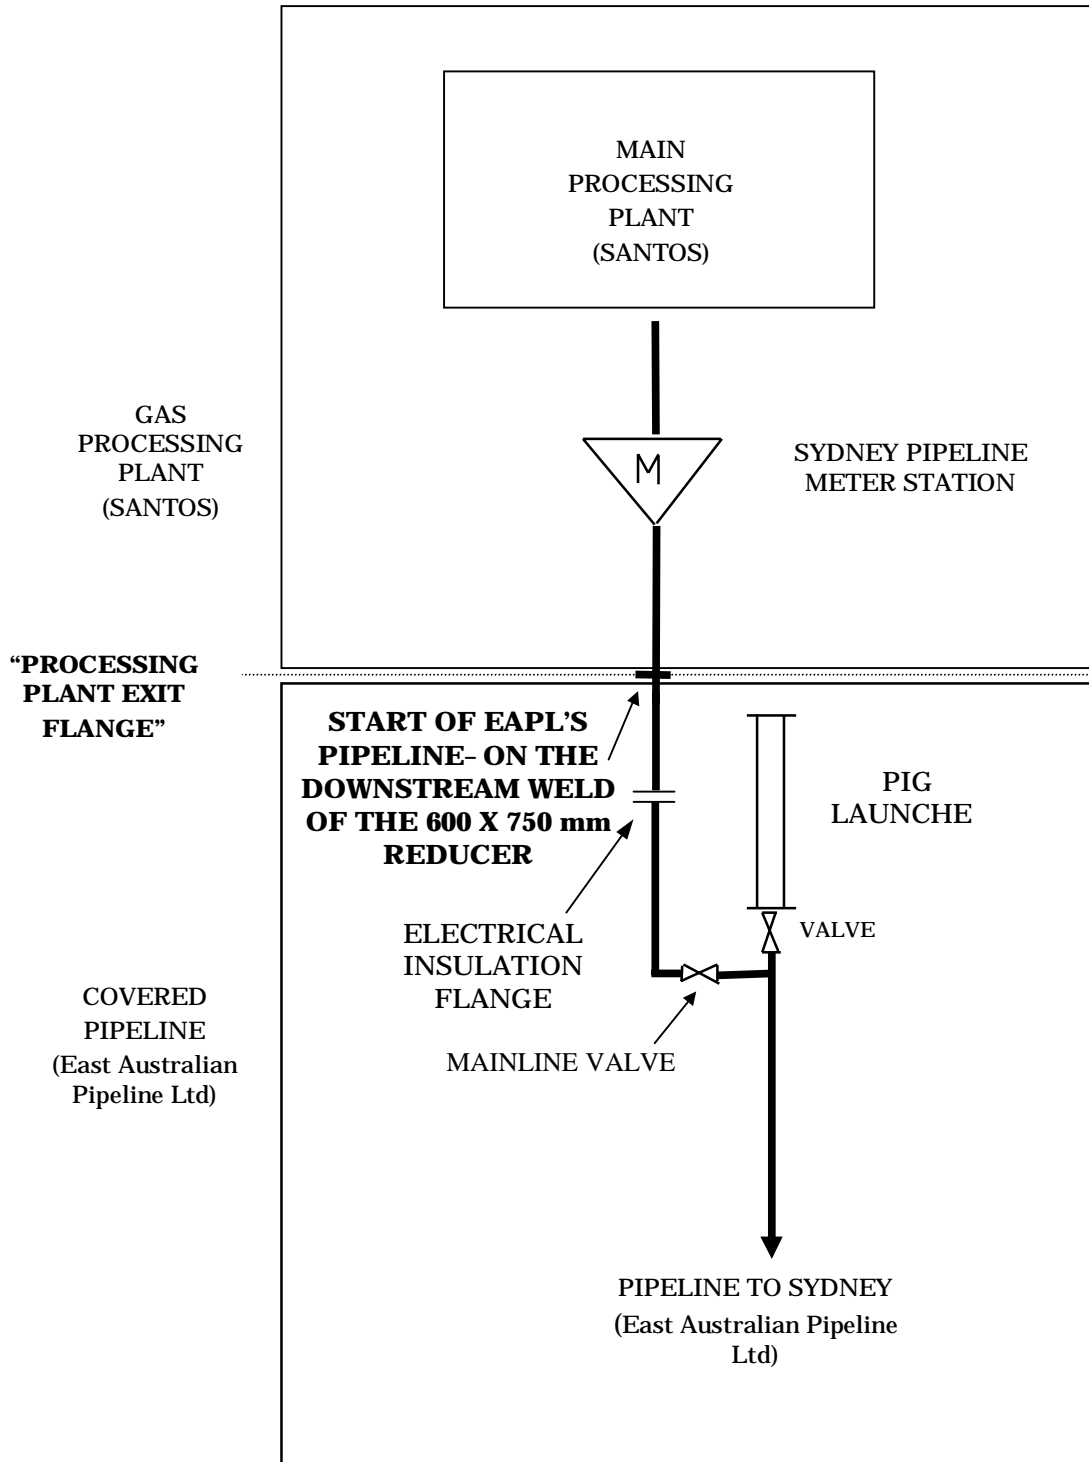 MAIN
PROCESSING
PLANT
(SANTOS)
GAS
PROCESSING
PLANT
(SANTOS)
M
SYDNEY PIPELINE
METER STATION
“PROCESSING
PLANT EXIT
FLANGE”
START OF EAPL’S
PIPELINE– ON THE
DOWNSTREAM WELD
OF THE 600 X 750 mm
REDUCER
PIG
LAUNCHE
VALVE
ELECTRICAL
INSULATION
FLANGE
COVERED
PIPELINE
(East Australian
Pipeline Ltd)
MAINLINE VALVE
PIPELINE TO SYDNEY
(East Australian Pipeline
Ltd)